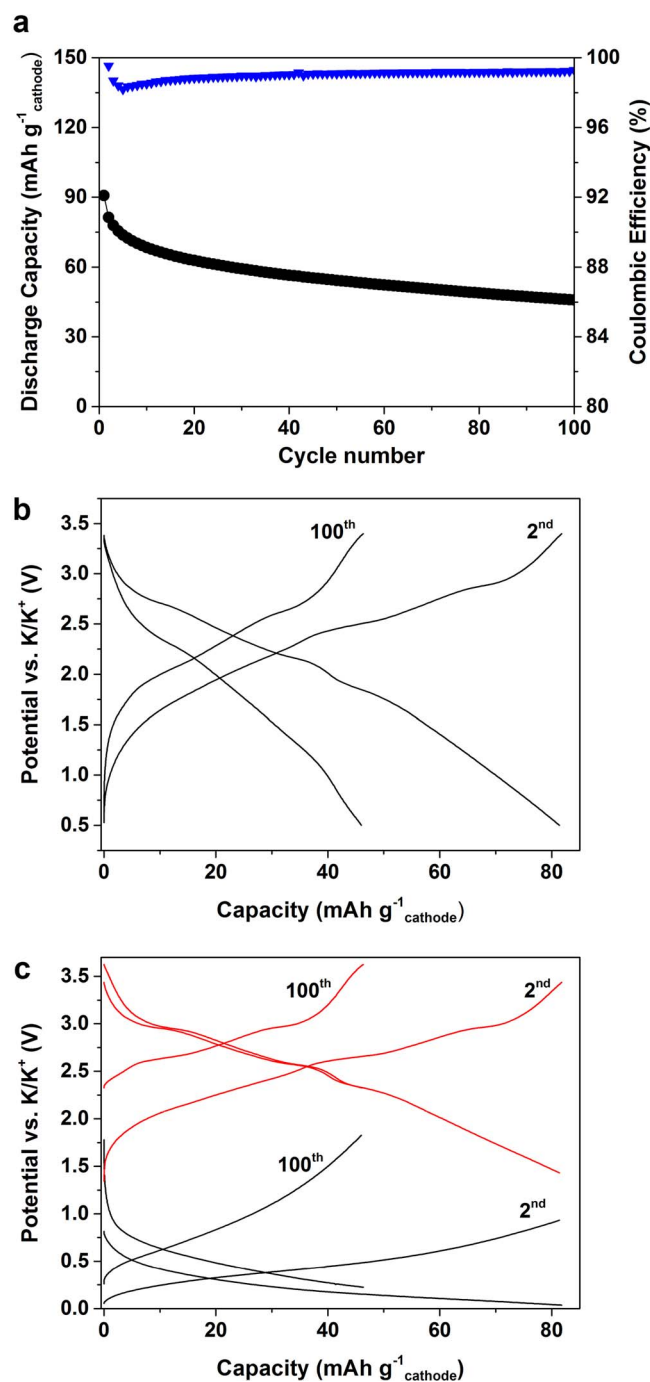 a
Discharge Capacity (mAh g⁻¹cathode)
150
120
90
60
30
0
100
96
92
88
84
80
Coulombic Efficiency (%)
0 20 40 60 80 100
Cycle number
b
Potential vs. K/K⁺ (V)
3.5
3.0
2.5
2.0
1.5
1.0
0.5
100th
2nd
0 20 40 60 80
Capacity (mAh g⁻¹cathode)
c
Potential vs. K/K⁺ (V)
3.5
3.0
2.5
2.0
1.5
1.0
0.5
0.0
100th
2nd
100th
2nd
0 20 40 60 80
Capacity (mAh g⁻¹cathode)